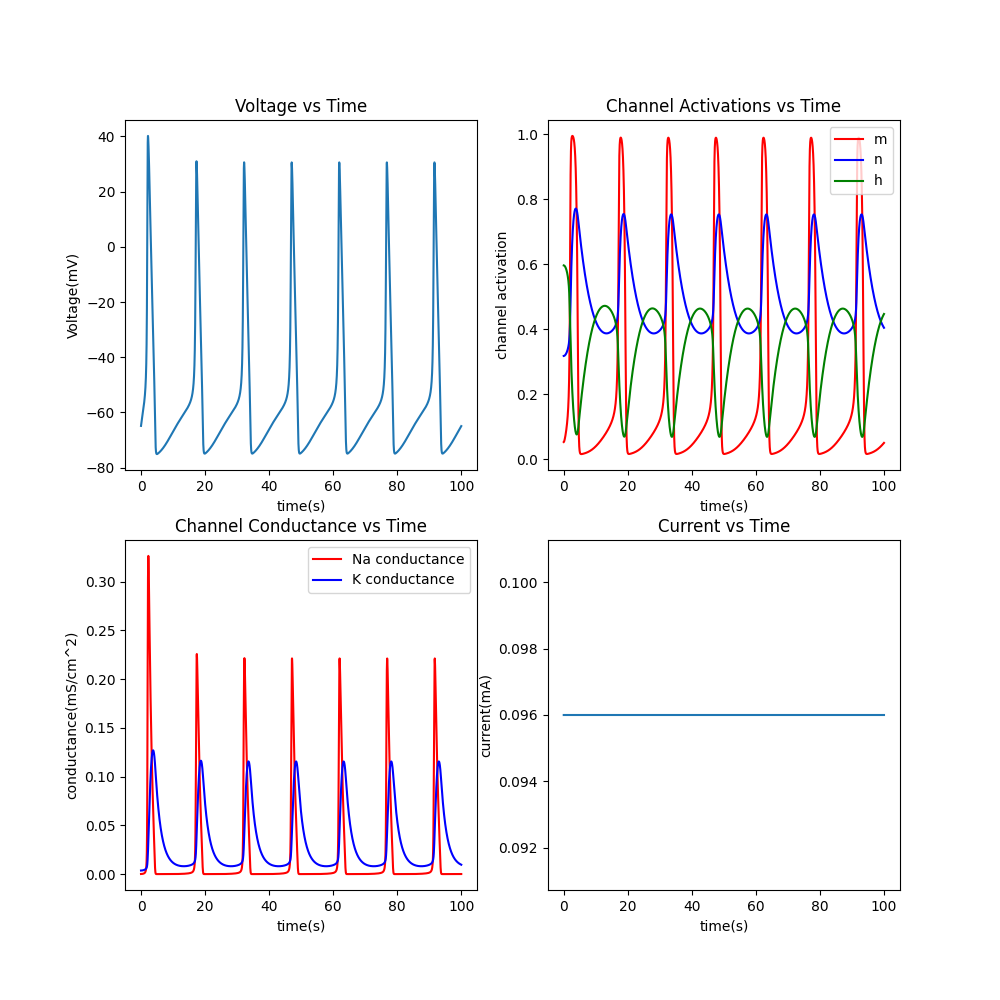 Voltage vs Time
Voltage(mV)
40
20
0
−20
−40
−60
−80
0 20 40 60 80 100
time(s)
Channel Activations vs Time
channel activation
1.0
0.8
0.6
0.4
0.2
0.0
m
n
h
0 20 40 60 80 100
time(s)
Channel Conductance vs Time
conductance(mS/cm^2)
0.30
0.25
0.20
0.15
0.10
0.05
0.00
Na conductance
K conductance
0 20 40 60 80 100
time(s)
Current vs Time
current(mA)
0.100
0.098
0.096
0.094
0.092
0 20 40 60 80 100
time(s)